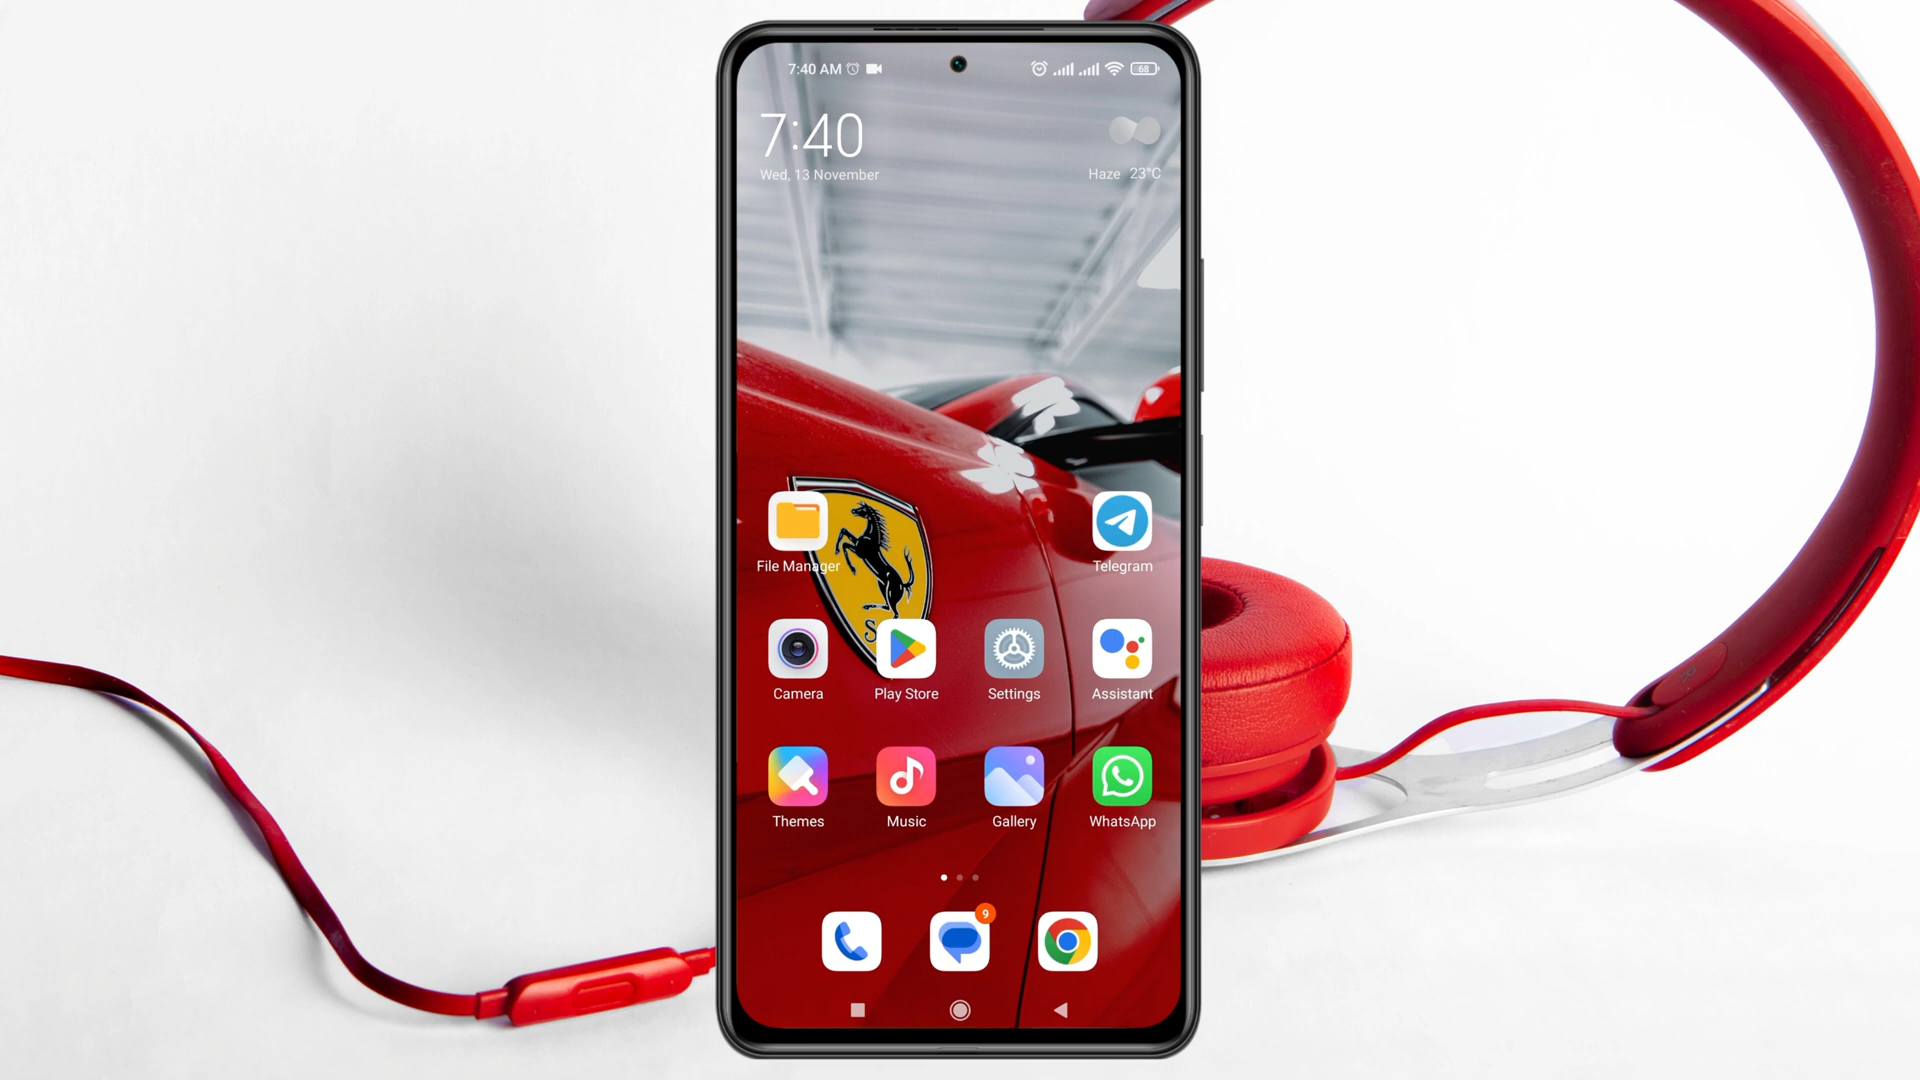 7:40 AM
68
7:40
Wed, 13 November
Haze 23°C
File Manager
Telegram
S
Camera
Play Store
Settings
Assistant
Themes
Music
Gallery
WhatsApp
9